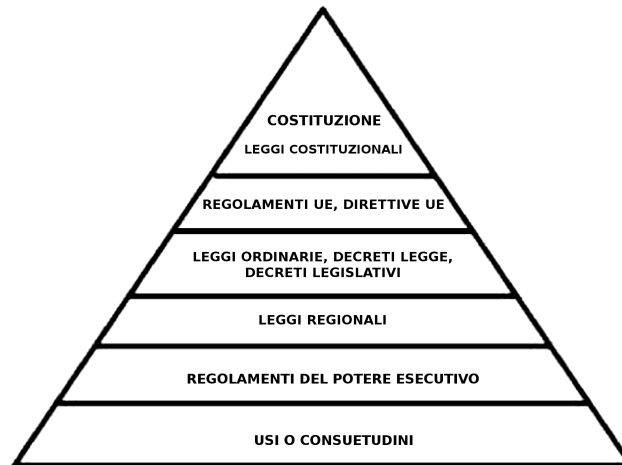 COSTITUZIONE
LEGGI COSTITUZIONALI
REGOLAMENTI UE, DIRETTIVE UE
LEGGI ORDINARIE, DECRETI LEGGE,
DECRETI LEGISLATIVI
LEGGI REGIONALI
REGOLAMENTI DEL POTERE ESECUTIVO
USI O CONSUETUDINI